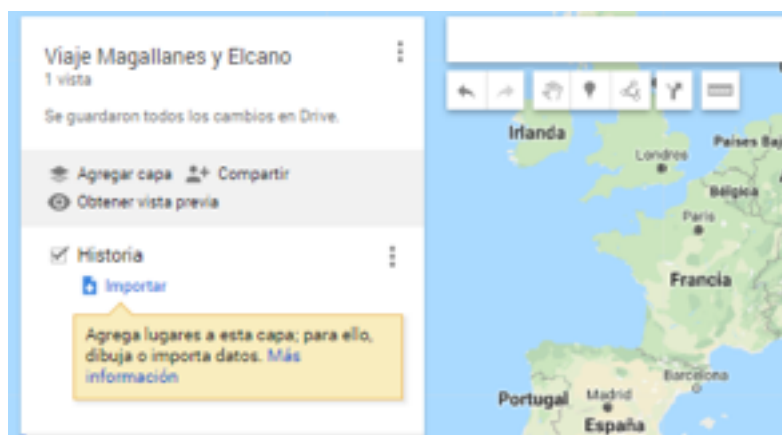 Viaje Magallanes y Elcano
1 vista
Se guardaron todos los cambios en Drive.
Agregar capa Compartir
Obtener vista previa
Historia
Importar
Agrega lugares a esta capa; para ello,
dibuja o importa datos. Más
información
Irlanda
Londres
Países Baj
Bélgica
París
Francia
Barcelona
Portugal
Madrid
España